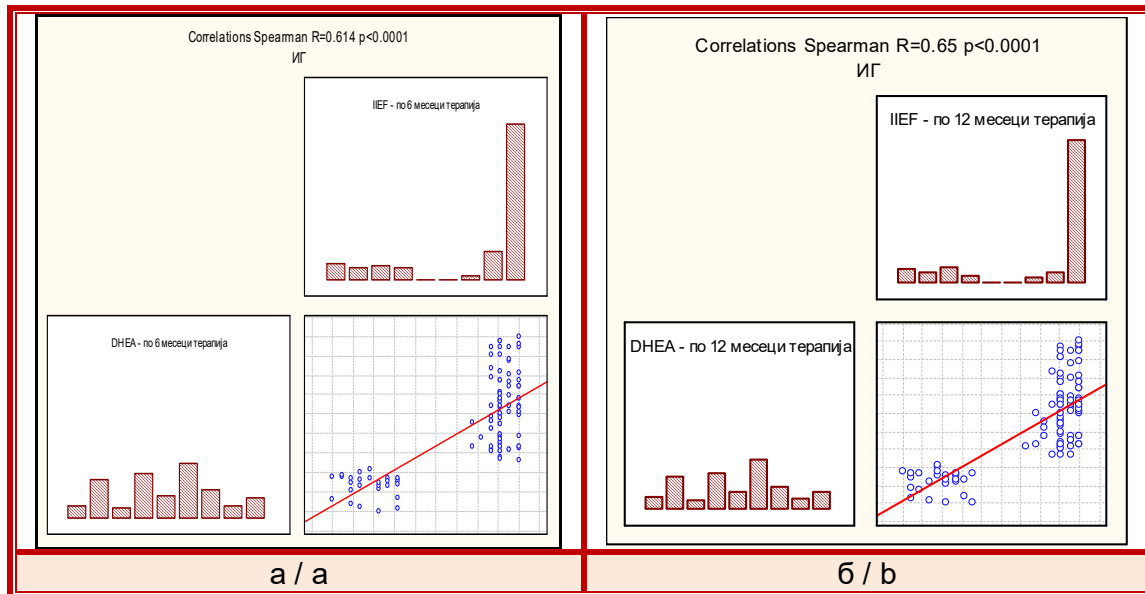 Correlations Spearman R=0.614 p<0.0001
ИГ
IIEF - по 6 месеци терапија
DHEA - по 6 месеци терапија
а / a
Correlations Spearman R=0.65 p<0.0001
ИГ
IIEF - по 12 месеци терапија
DHEA - по 12 месеци терапија
б / b